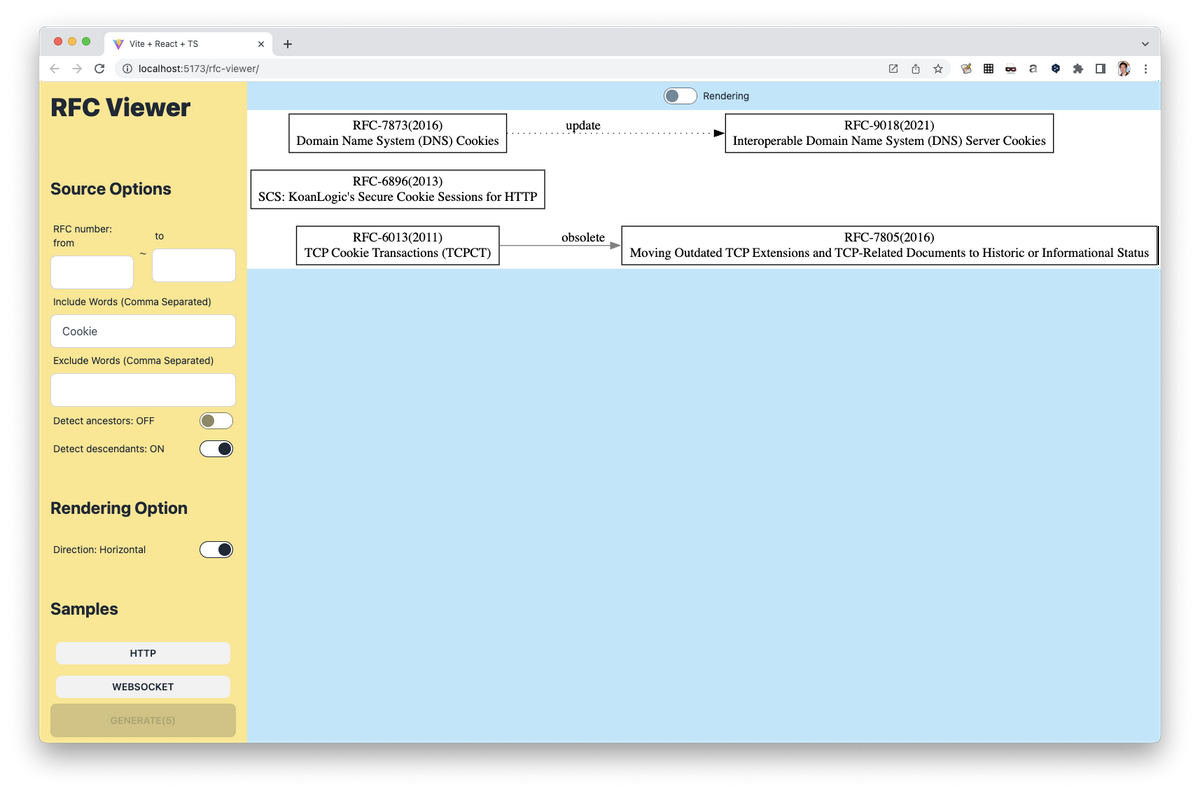 Vite + React + TS
localhost:5173/rfc-viewer/
RFC Viewer
Source Options
RFC number:
from
to
~
Include Words (Comma Separated)
Cookie
Exclude Words (Comma Separated)
Detect ancestors: OFF
Detect descendants: ON
Rendering Option
Direction: Horizontal
Samples
HTTP
WEBSOCKET
GENERATE(5)
Rendering
RFC-7873(2016)
Domain Name System (DNS) Cookies
update
RFC-9018(2021)
Interoperable Domain Name System (DNS) Server Cookies
RFC-6896(2013)
SCS: KoanLogic's Secure Cookie Sessions for HTTP
RFC-6013(2011)
TCP Cookie Transactions (TCPCT)
obsolete
RFC-7805(2016)
Moving Outdated TCP Extensions and TCP-Related Documents to Historic or Informational Status